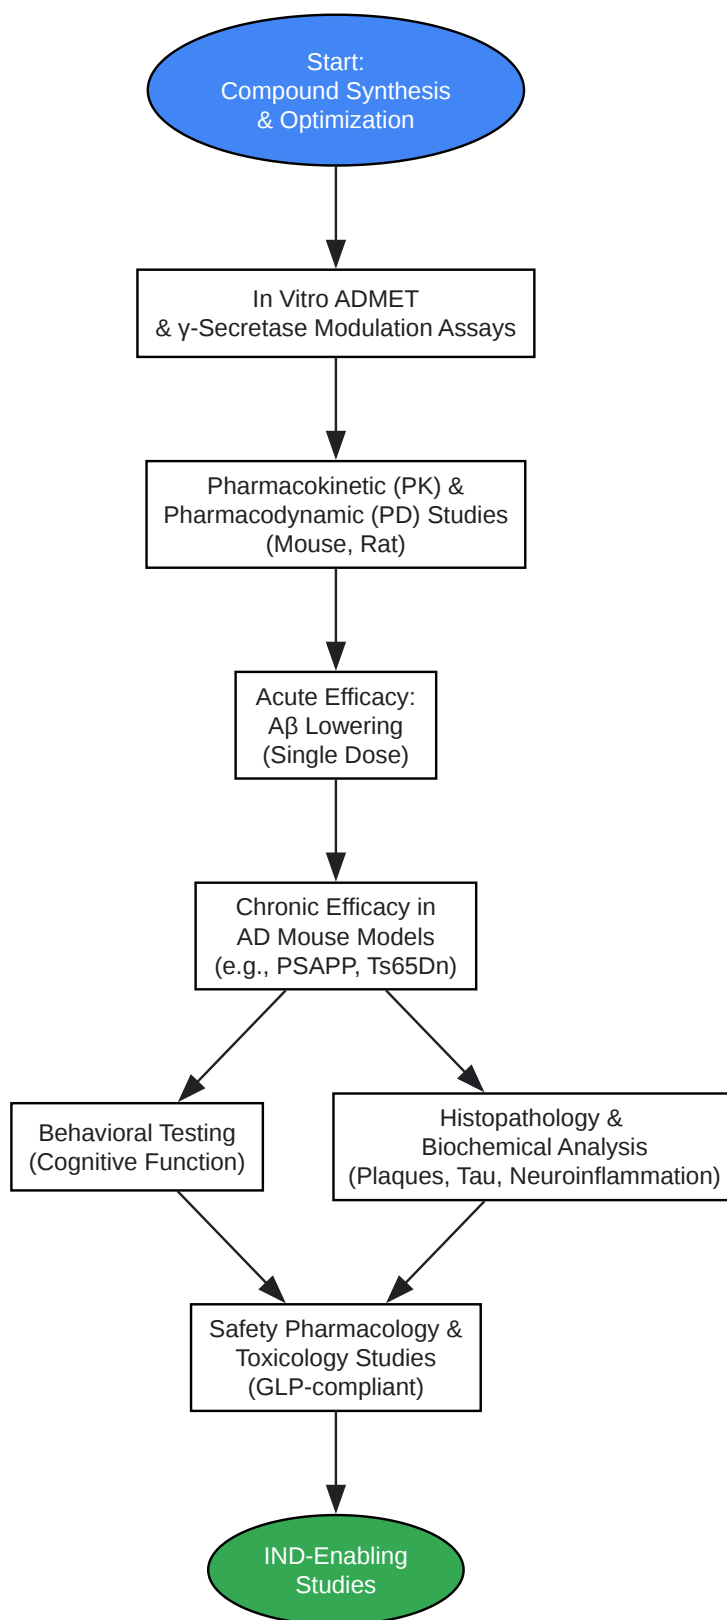 Start:
Compound Synthesis
& Optimization
In Vitro ADMET
& γ-Secretase Modulation Assays
Pharmacokinetic (PK) &
Pharmacodynamic (PD) Studies
(Mouse, Rat)
Acute Efficacy:
Aβ Lowering
(Single Dose)
Chronic Efficacy in
AD Mouse Models
(e.g., PSAPP, Ts65Dn)
Behavioral Testing
(Cognitive Function)
Histopathology &
Biochemical Analysis
(Plaques, Tau, Neuroinflammation)
Safety Pharmacology &
Toxicology Studies
(GLP-compliant)
IND-Enabling
Studies